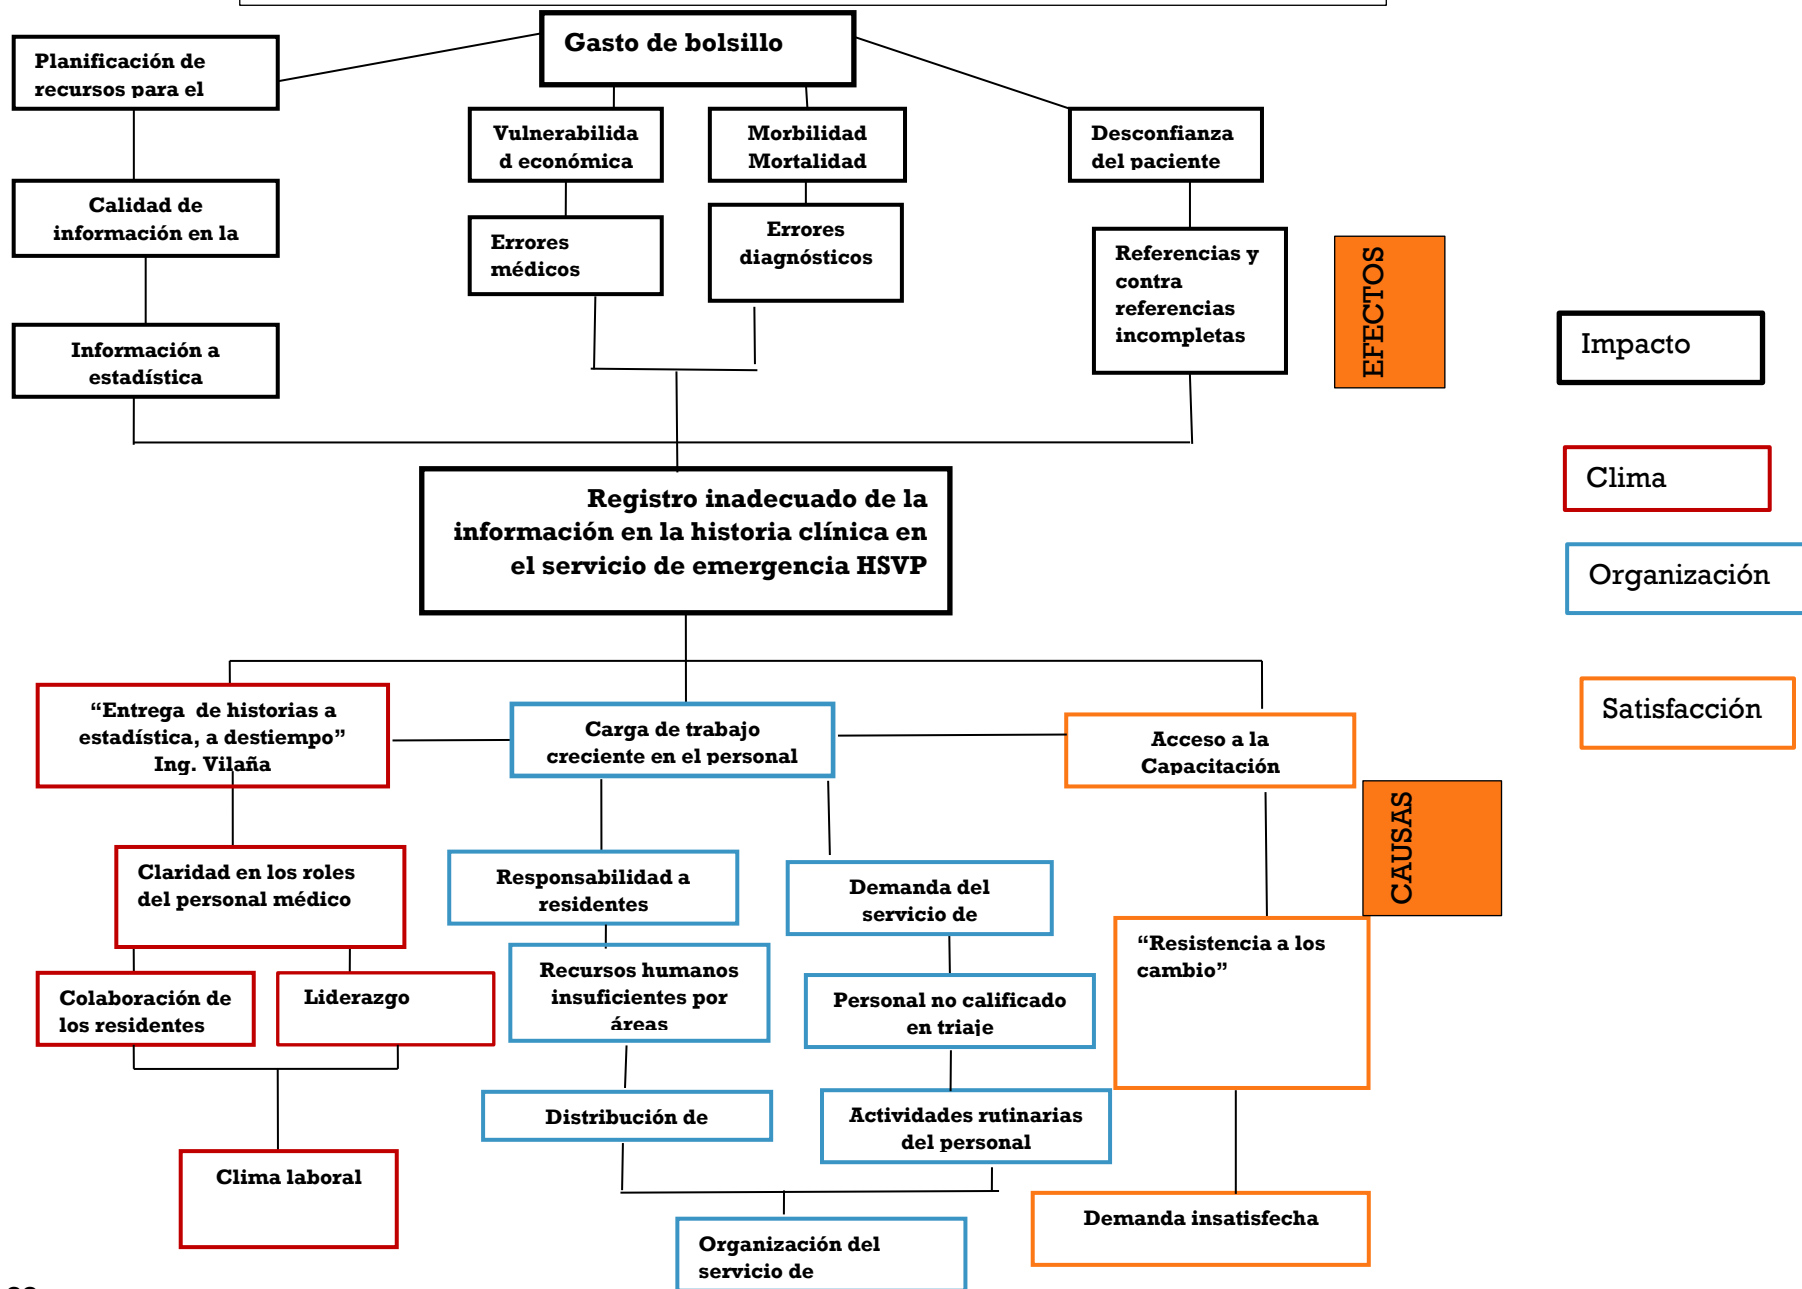 Gasto de bolsillo
Planificación de
recursos para el
Vulnerabilida
d económica
Morbilidad
Mortalidad
Desconfianza
del paciente
Calidad de
información en la
Errores
médicos
Errores
diagnósticos
Referencias y
contra
referencias
incompletas
Información a
estadística
EFECTOS
Impacto
Clima
Organización
Satisfacción
Registro inadecuado de la
información en la historia clínica en
el servicio de emergencia HSVP
“Entrega de historias a
estadística, a destiempo”
Ing. Vilaña
Carga de trabajo
creciente en el personal
Acceso a la
Capacitación
CAUSAS
Claridad en los roles
del personal médico
Responsabilidad a
residentes
Demanda del
servicio de
“Resistencia a los
cambio”
Colaboración de
los residentes
Liderazgo
Recursos humanos
insuficientes por
áreas
Personal no calificado
en triaje
Distribución de
Actividades rutinarias
del personal
Clima laboral
Demanda insatisfecha
Organización del
servicio de